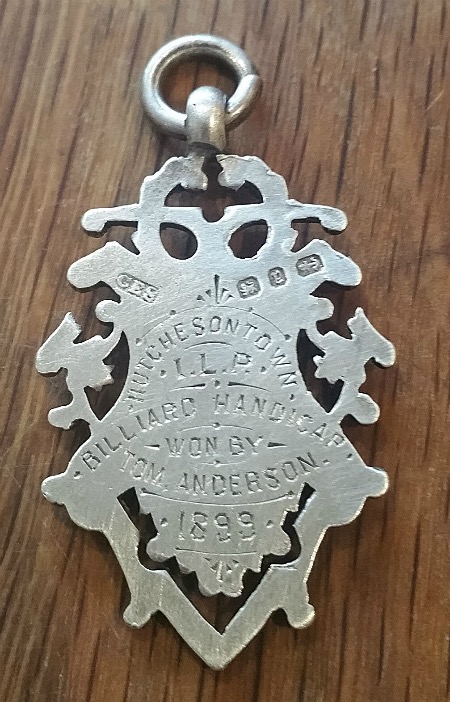 HUTCHESONTOWN
I.L.P.
BILLIARD HANDICAP.
WON BY
TOM ANDERSON.
1899